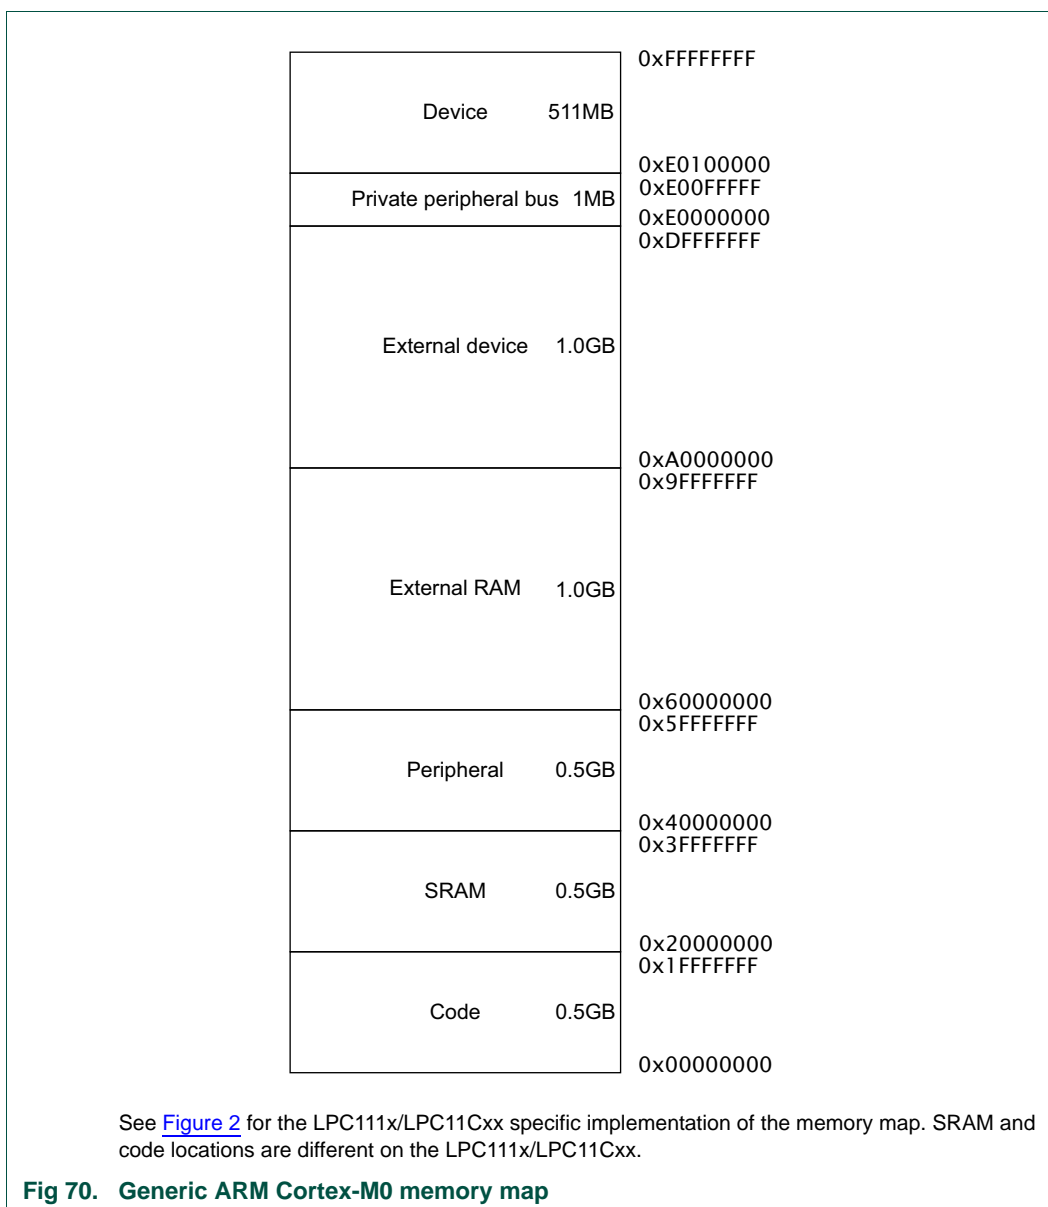 0xFFFFFFFF
Device 511MB
0xE0100000
0xE00FFFFF
Private peripheral bus 1MB
0xE0000000
0xDFFFFFFF
External device 1.0GB
0xA0000000
0x9FFFFFFF
External RAM 1.0GB
0x60000000
0x5FFFFFFF
Peripheral 0.5GB
0x40000000
0x3FFFFFFF
SRAM 0.5GB
0x20000000
0x1FFFFFFF
Code 0.5GB
0x00000000
See Figure 2 for the LPC111x/LPC11Cxx specific implementation of the memory map. SRAM and
code locations are different on the LPC111x/LPC11Cxx.
Fig 70. Generic ARM Cortex-M0 memory map